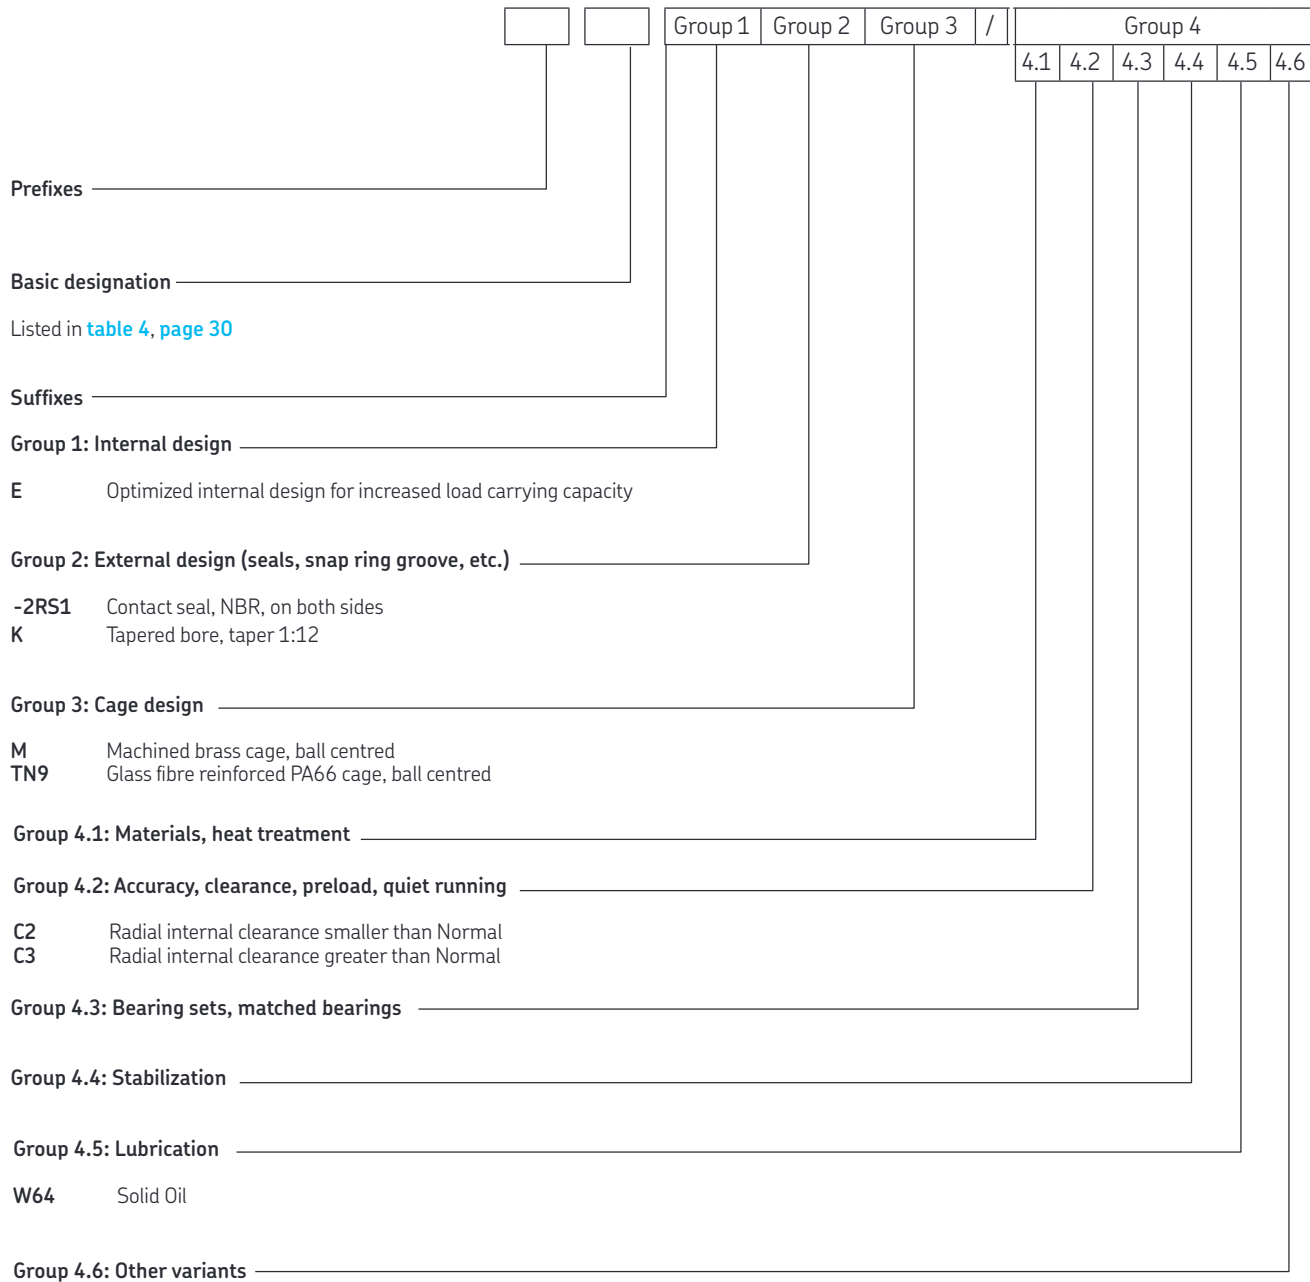 Group 1 Group 2 Group 3 / Group 4
4.1 4.2 4.3 4.4 4.5 4.6
Prefixes
Basic designation
Listed in table 4, page 30
Suffixes
Group 1: Internal design
E Optimized internal design for increased load carrying capacity
Group 2: External design (seals, snap ring groove, etc.)
-2RS1 Contact seal, NBR, on both sides
K Tapered bore, taper 1:12
Group 3: Cage design
M Machined brass cage, ball centred
TN9 Glass fibre reinforced PA66 cage, ball centred
Group 4.1: Materials, heat treatment
Group 4.2: Accuracy, clearance, preload, quiet running
C2 Radial internal clearance smaller than Normal
C3 Radial internal clearance greater than Normal
Group 4.3: Bearing sets, matched bearings
Group 4.4: Stabilization
Group 4.5: Lubrication
W64 Solid Oil
Group 4.6: Other variants